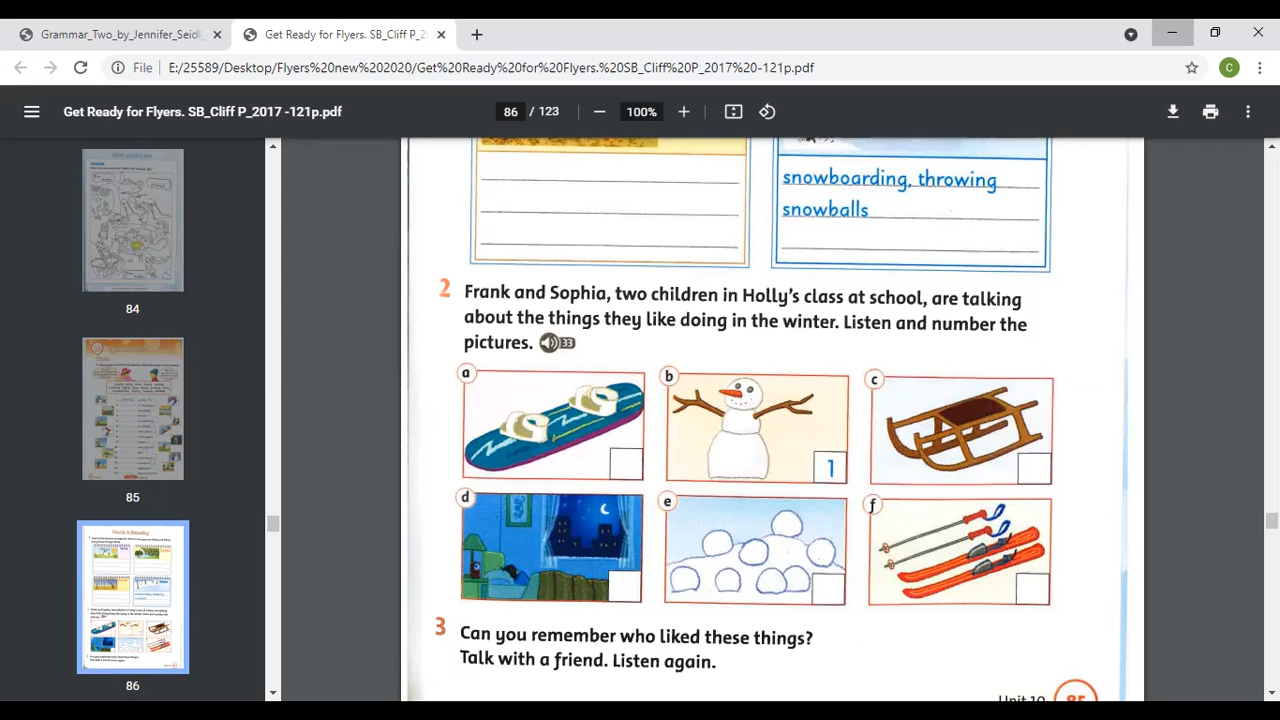 Grammar_Two_by_Jennifer_Seidl_
Get Ready for Flyers. SB_Cliff P_2
File
E:/25589/Desktop/Flyers%20new%202020/Get%20Ready%20for%20Flyers.%20SB_Cliff%20P_2017%20-121p.pdf
C
Get Ready for Flyers. SB_Cliff P_2017 -121p.pdf
86 / 123
100%
84
85
86
snowboarding, throwing
snowballs
2 Frank and Sophia, two children in Holly's class at school, are talking
about the things they like doing in the winter. Listen and number the
pictures. 33
a
b
1
c
d
e
f
3 Can you remember who liked these things?
Talk with a friend. Listen again.
Unit 10 85